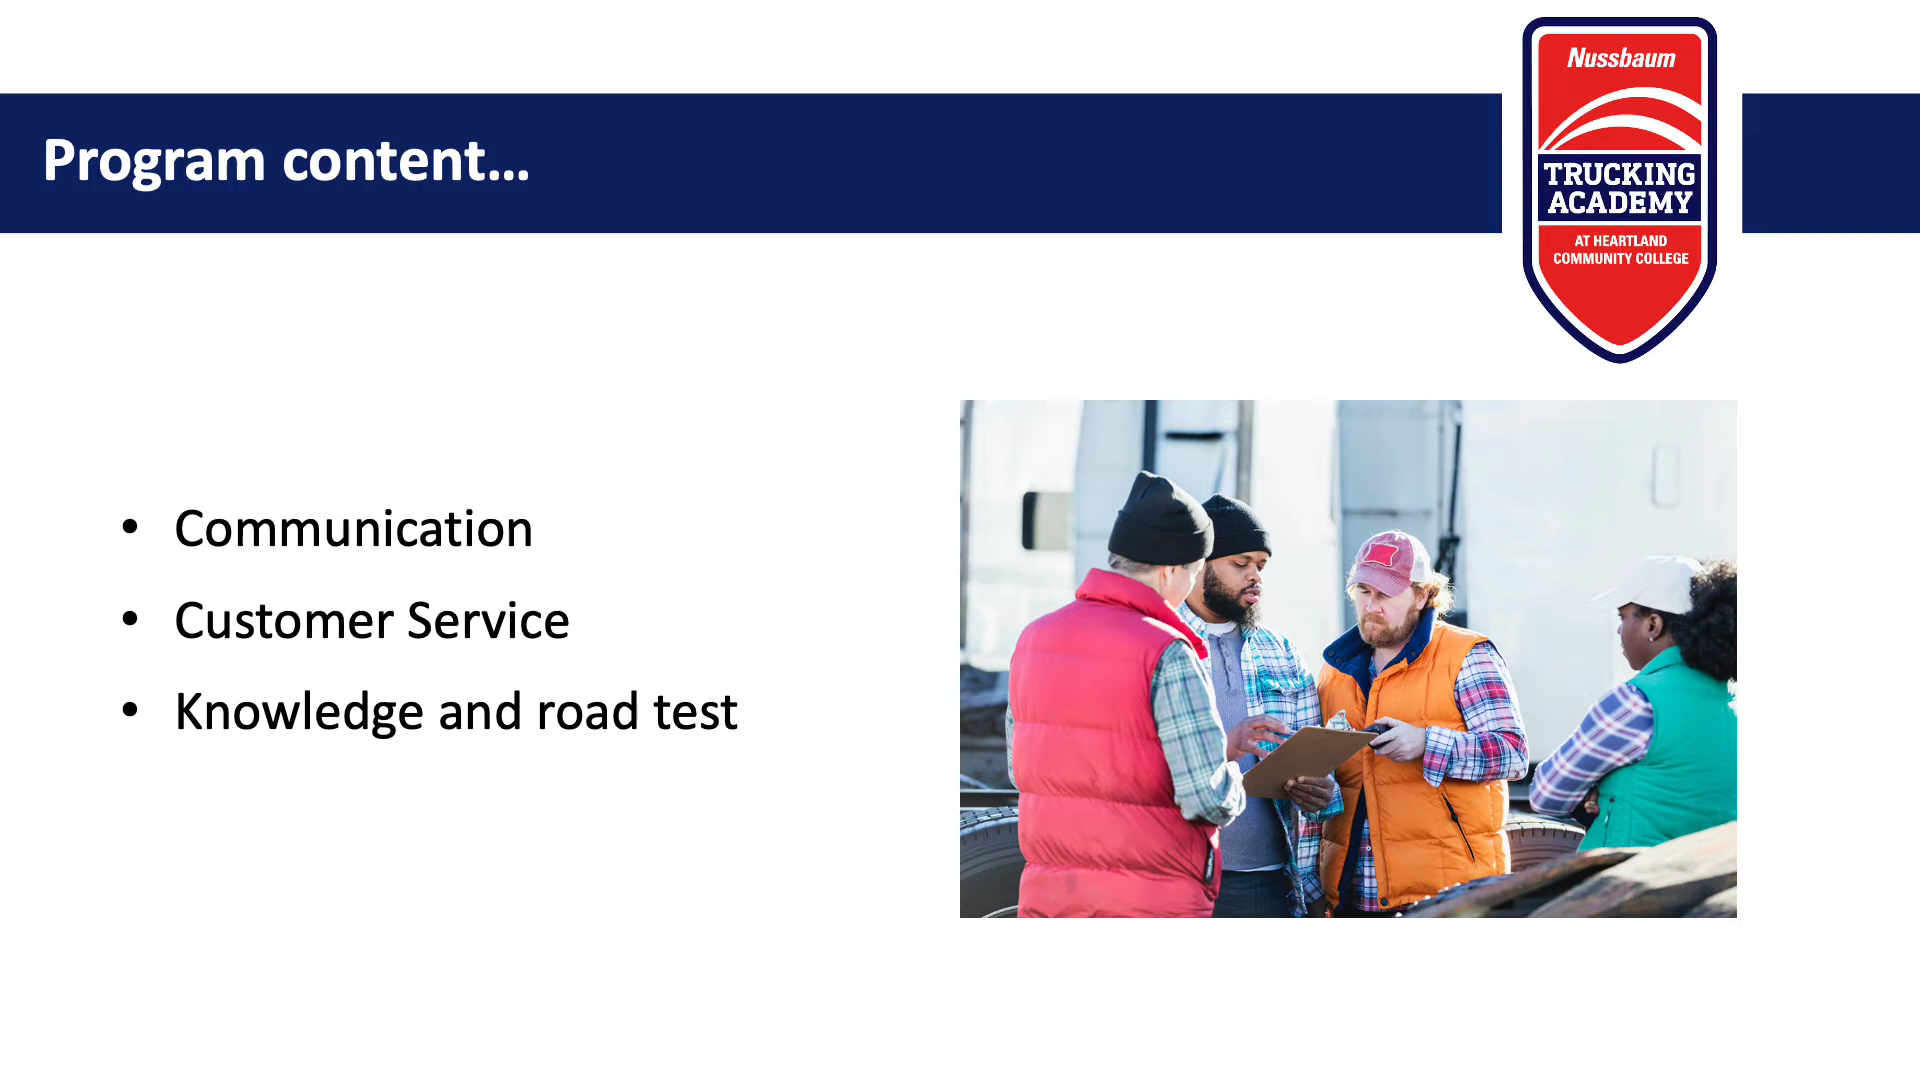 Program content...
Nussbaum
TRUCKING
ACADEMY
AT HEARTLAND
COMMUNITY COLLEGE
• Communication
• Customer Service
• Knowledge and road test